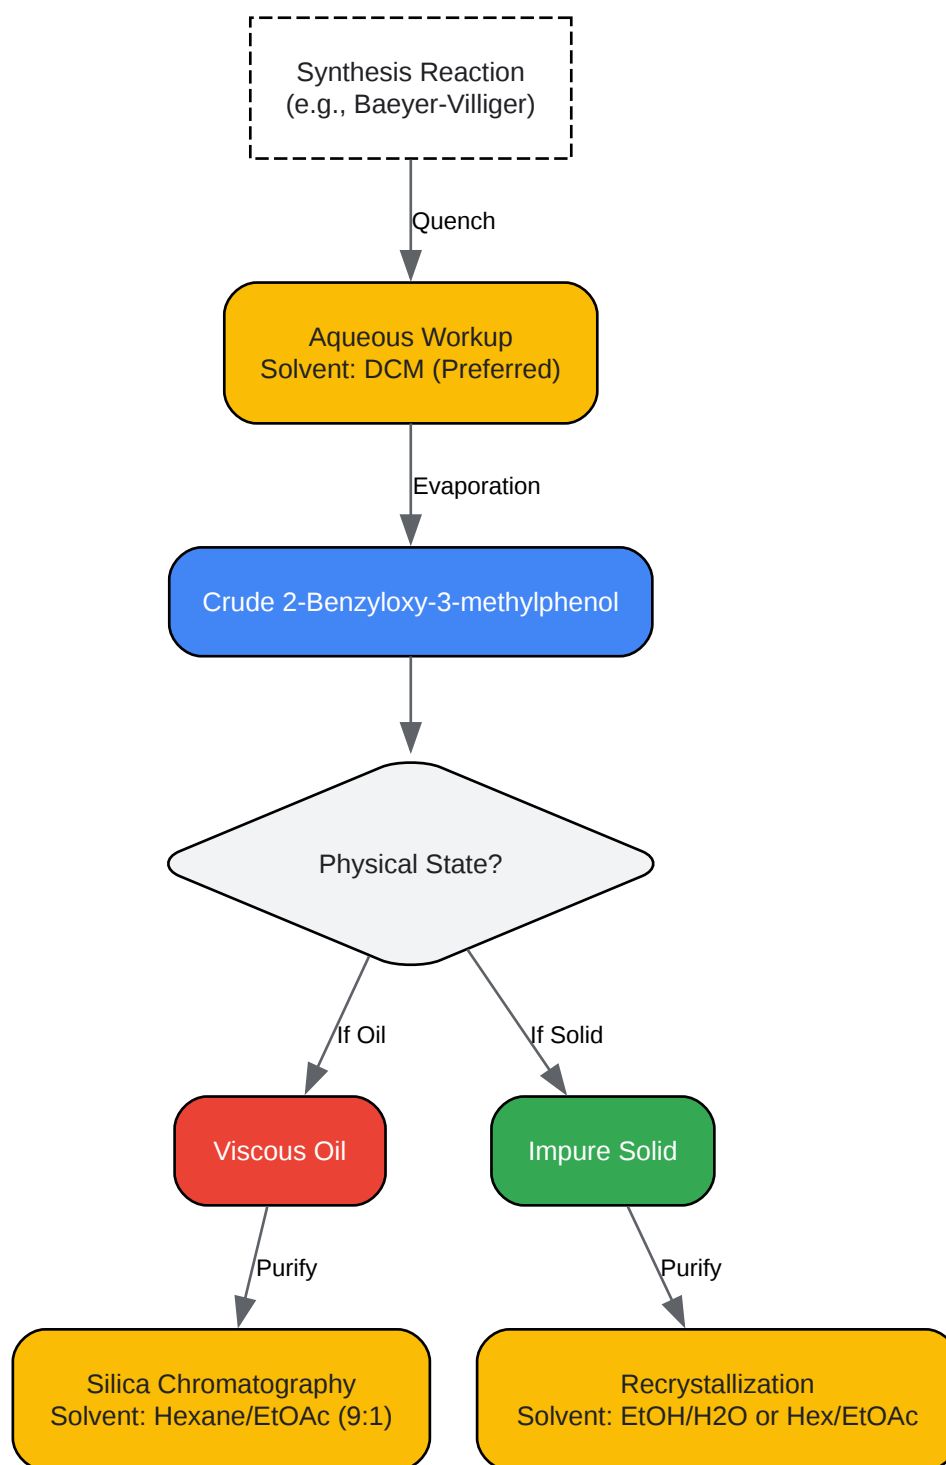 Synthesis Reaction
(e.g., Baeyer-Villiger)
Quench
Aqueous Workup
Solvent: DCM (Preferred)
Evaporation
Crude 2-Benzyloxy-3-methylphenol
Physical State?
If Oil
If Solid
Viscous Oil
Impure Solid
Purify
Purify
Silica Chromatography
Solvent: Hexane/EtOAc (9:1)
Recrystallization
Solvent: EtOH/H2O or Hex/EtOAc